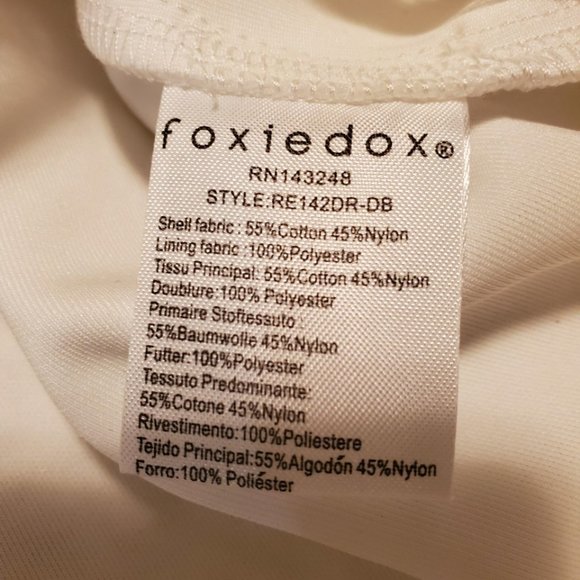 foxiedox®
RN143248
STYLE:RE142DR-DB
Shell fabric : 55%Cotton 45%Nylon
Lining fabric :100%Polyester
Tissu Principal: 55%Cotton 45%Nylon
Doublure:100% Polyester
Primaire Stoftessuto :
55%Baumwolle 45%Nylon
Futter:100%Polyester
Tessuto Predominante:
55%Cotone 45%Nylon
Rivestimento:100%Poliestere
Tejido Principal:55%Algodón 45%Nylon
Forro:100% Poliéster